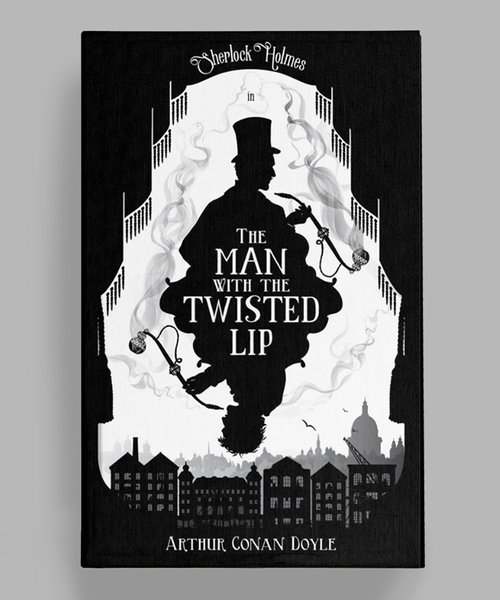 Sherlock Holmes
in
THE
MAN
WITH THE
TWISTED
LIP
ARTHUR CONAN DOYLE